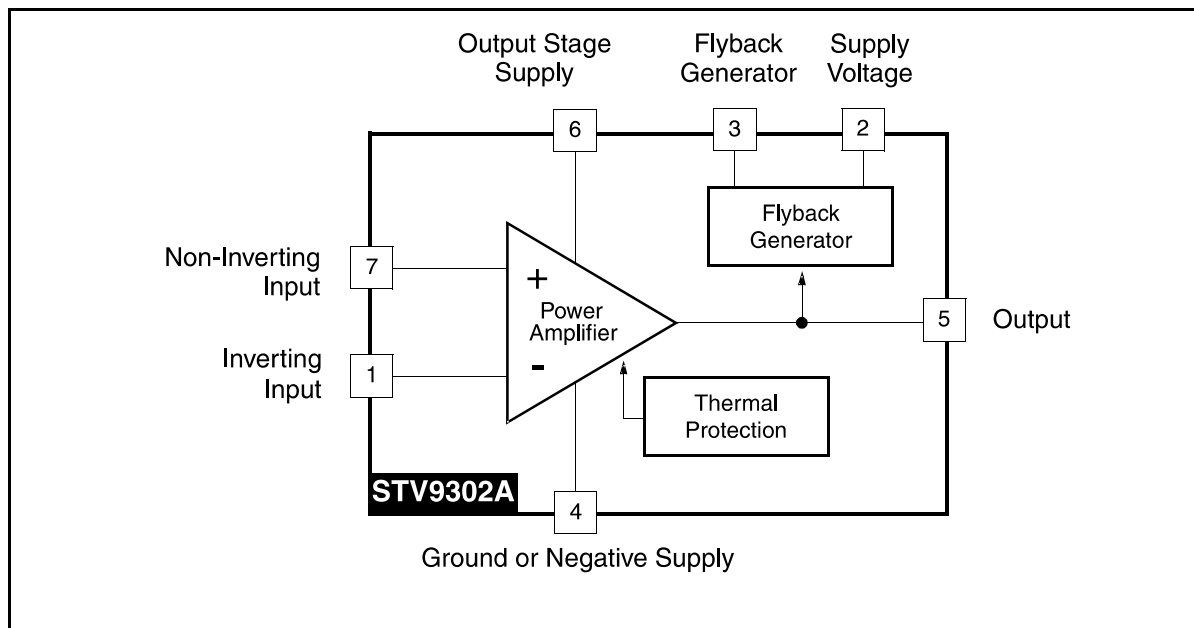 Output Stage
Supply
Flyback
Generator
Supply
Voltage
6
3
2
Flyback
Generator
Non-Inverting
Input
7
+
Power
Amplifier
5
Output
Inverting
Input
1
-
Thermal
Protection
STV9302A
4
Ground or Negative Supply